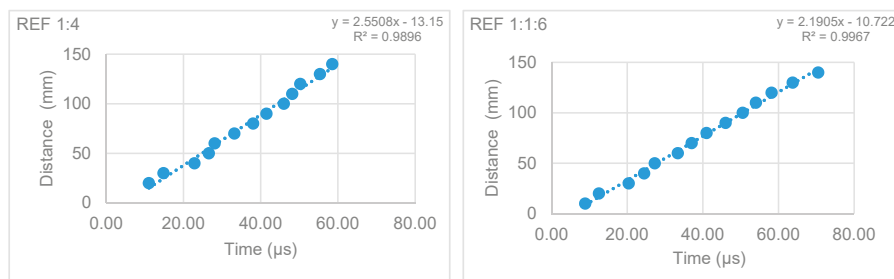 REF 1:4
y = 2.5508x - 13.15
R² = 0.9896
150
100
50
0
Distance (mm)
0.00 20.00 40.00 60.00 80.00
Time (µs)
REF 1:1:6
y = 2.1905x - 10.722
R² = 0.9967
150
100
50
0
Distance (mm)
0.00 20.00 40.00 60.00 80.00
Time (µs)